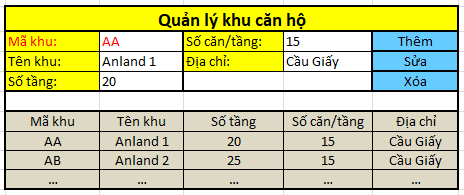 Quản lý khu căn hộ
Mã khu: AA Số căn/tầng: 15 Thêm
Tên khu: Anland 1 Địa chỉ: Cầu Giấy Sửa
Số tầng: 20 Xóa
Mã khu Tên khu Số tầng Số căn/tầng Địa chỉ
AA Anland 1 20 15 Cầu Giấy
AB Anland 2 25 15 Cầu Giấy
... ... ... ... ...